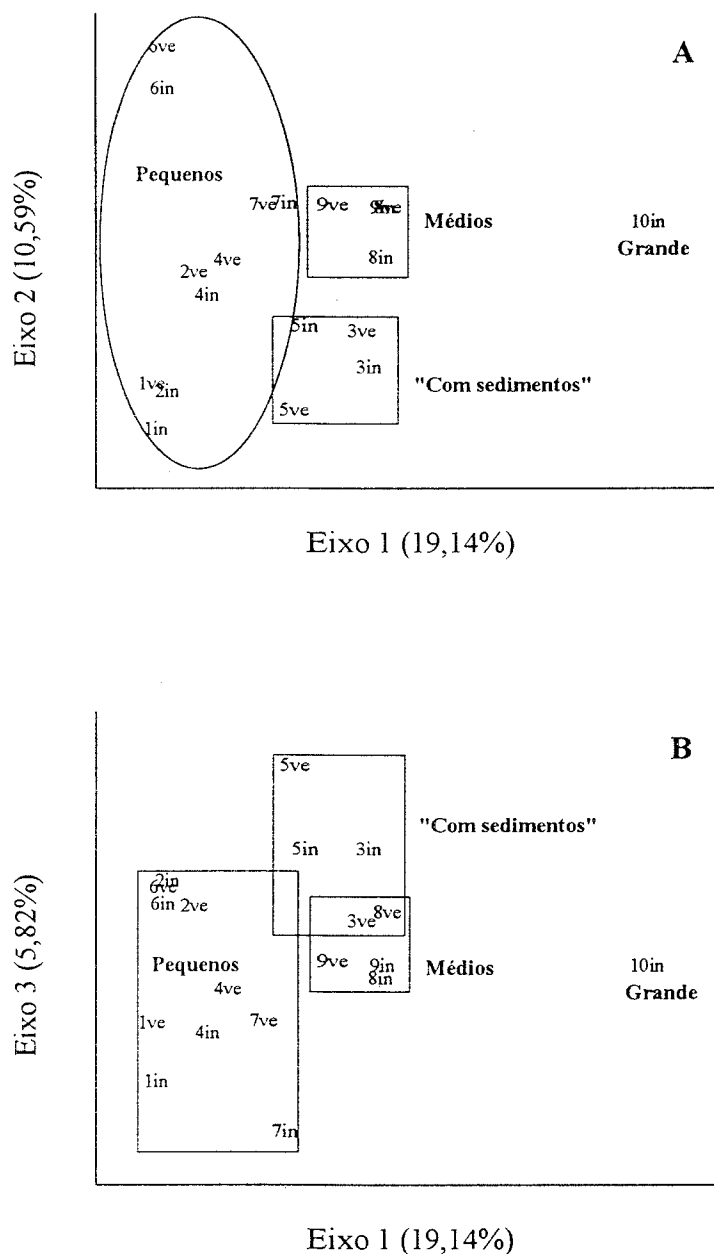 A
6ve
6in
Pequenos
7ve 7in
9ve
Médios
10in
Grande
8in
4ve
2ve
4in
5in
3ve
3in
1ve
2in
"Com sedimentos"
5ve
1in
Eixo 2 (10,59%)
Eixo 1 (19,14%)
B
5ve
"Com sedimentos"
5in
3in
2in
6ve
6in
2ve
8ve
3ve
Pequenos
9ve
9in
Médios
10in
8in
Grande
4ve
1ve
7ve
4in
1in
7in
Eixo 3 (5,82%)
Eixo 1 (19,14%)